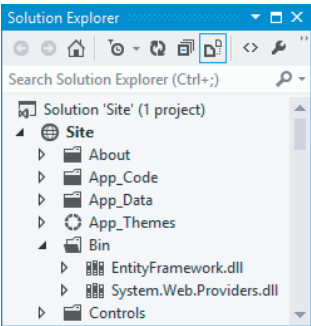 Solution Explorer
Search Solution Explorer (Ctrl+;)
Solution 'Site' (1 project)
Site
About
App_Code
App_Data
App_Themes
Bin
EntityFramework.dll
System.Web.Providers.dll
Controls